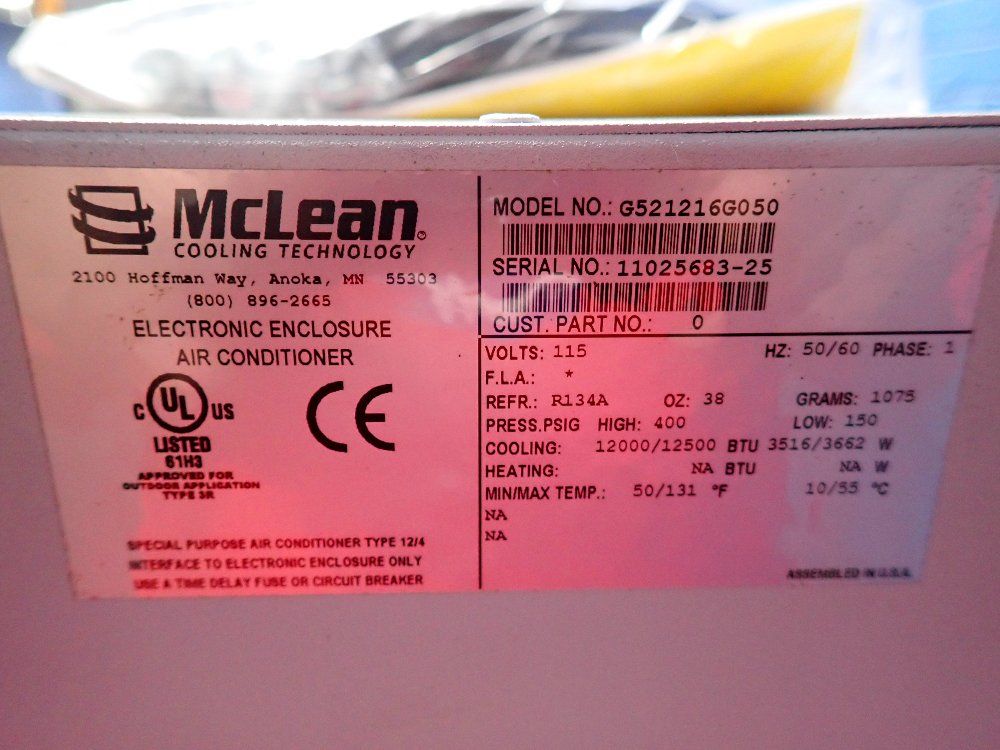 McLean®
COOLING TECHNOLOGY
2100 Hoffman Way, Anoka, MN 55303
(800) 896-2665
ELECTRONIC ENCLOSURE
AIR CONDITIONER
C UL US
LISTED
61H3
APPROVED FOR
OUTDOOR APPLICATION
TYPE 3R
CE
SPECIAL PURPOSE AIR CONDITIONER TYPE 12/4
INTERFACE TO ELECTRONIC ENCLOSURE ONLY
USE A TIME DELAY FUSE OR CIRCUIT BREAKER
MODEL NO.: G521216G050
SERIAL NO.: 11025683-25
CUST. PART NO.: 0
VOLTS: 115 HZ: 50/60 PHASE: 1
F.L.A.: *
REFR.: R134A OZ: 38 GRAMS: 1075
PRESS.PSIG HIGH: 400 LOW: 150
COOLING: 12000/12500 BTU 3516/3662 W
HEATING: NA BTU NA W
MIN/MAX TEMP.: 50/131 °F 10/55 °C
NA
NA
ASSEMBLED IN U.S.A.